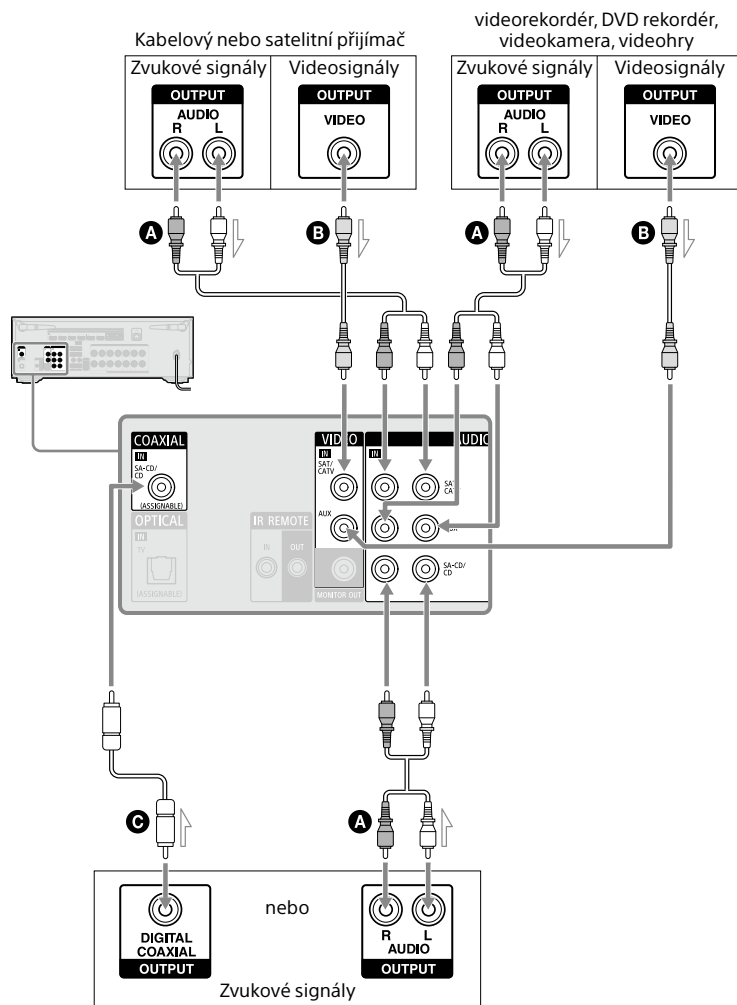 videorekordér, DVD rekordér,
videokamera, videohry
Kabelový nebo satelitní přijímač
Zvukové signály
Videosignály
Zvukové signály
Videosignály
OUTPUT
AUDIO
R L
OUTPUT
VIDEO
OUTPUT
AUDIO
R L
OUTPUT
VIDEO
A
B
A
B
COAXIAL
IN
SA-CD/
CD
(ASSIGNABLE)
OPTICAL
IN
TV
(ASSIGNABLE)
IR REMOTE
IN OUT
VIDEO
IN
SAT/
CATV
AUX
MONITOR OUT
AUDIO
IN
SA-CD/
CD
C
A
DIGITAL
COAXIAL
OUTPUT
nebo
R L
AUDIO
OUTPUT
Zvukové signály